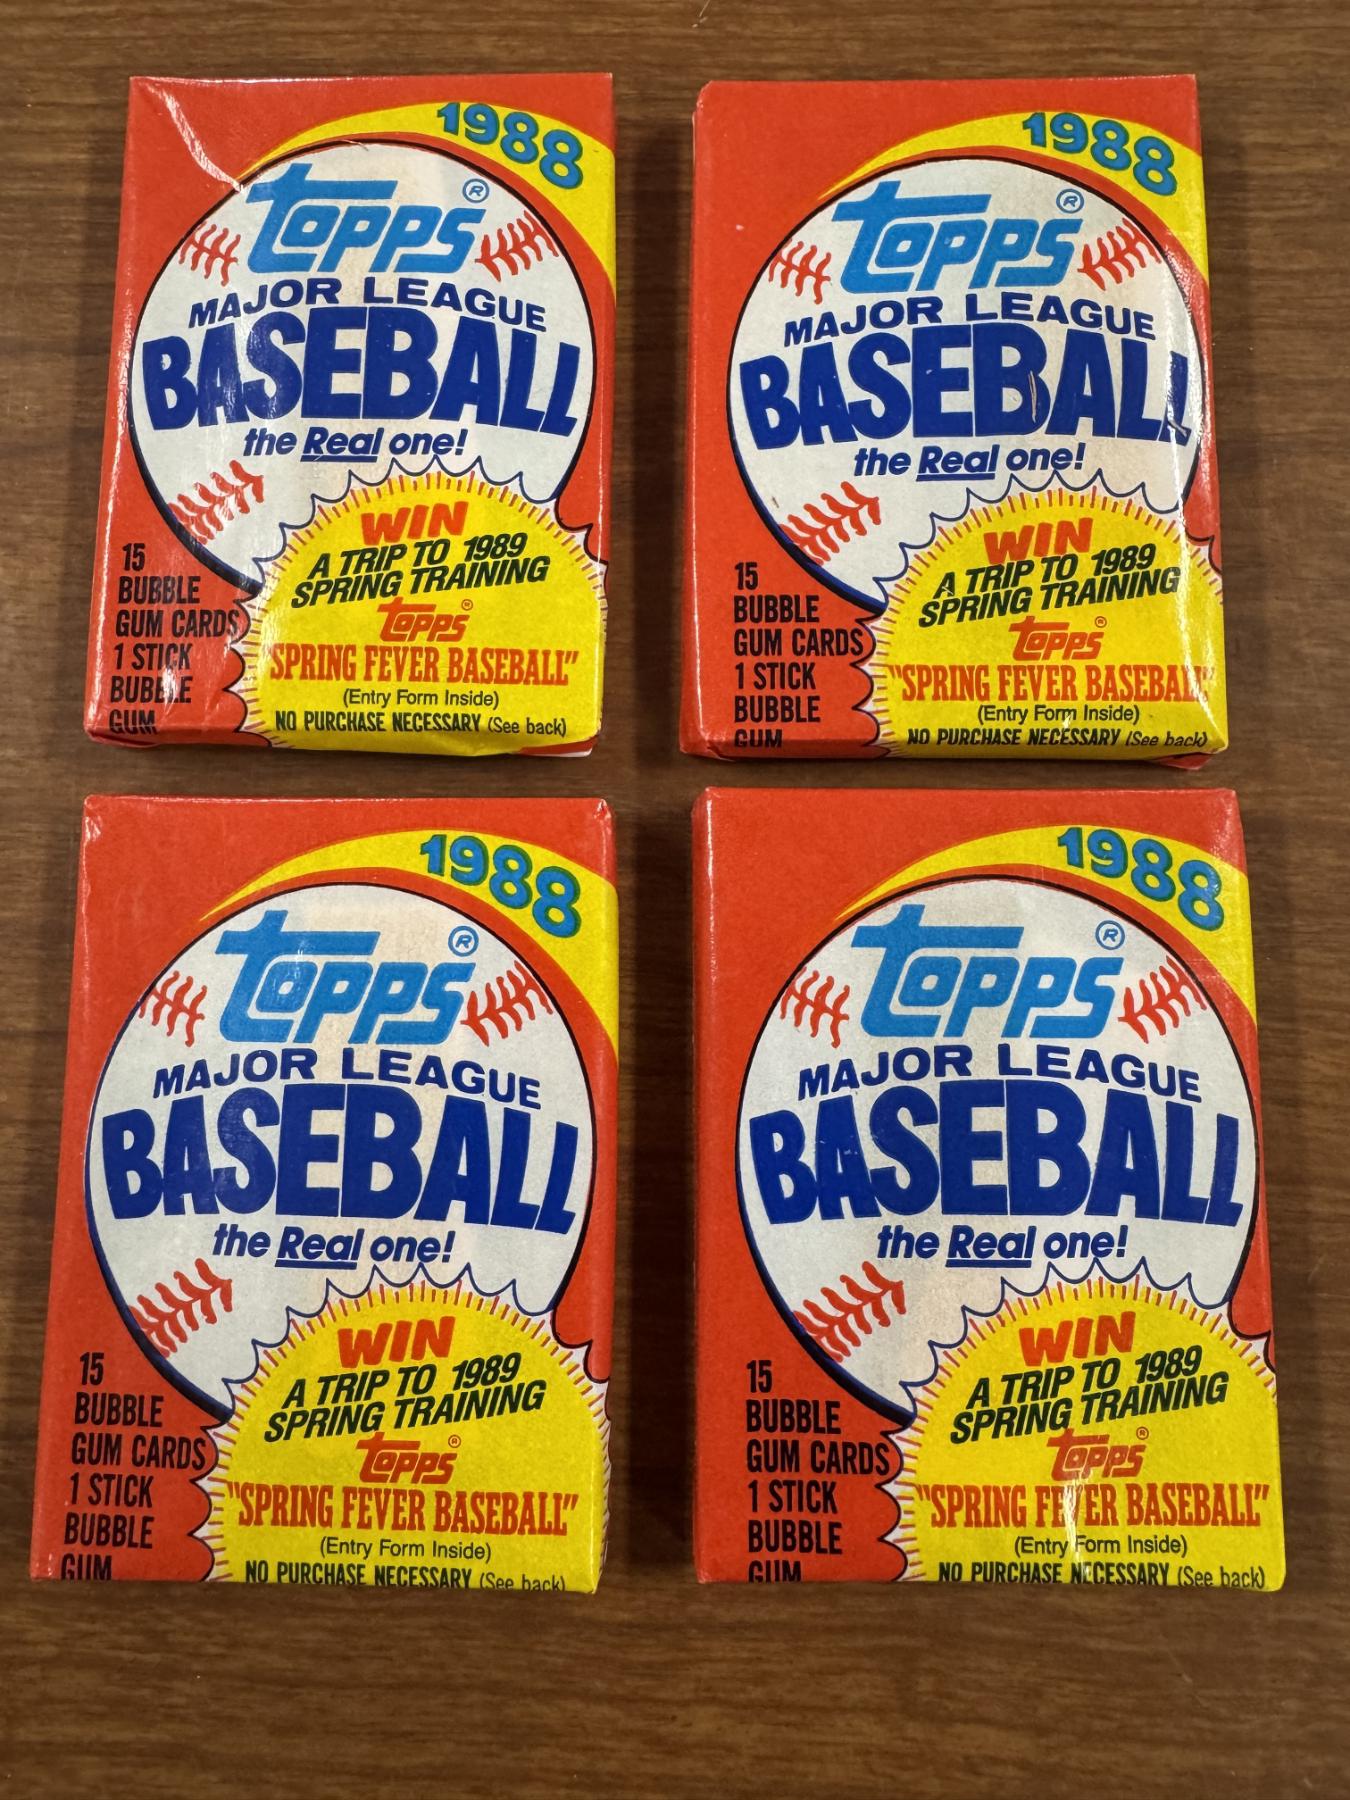 1988
Topps®
MAJOR LEAGUE
BASEBALL
the Real one!
WIN
A TRIP TO 1989
SPRING TRAINING
Topps®
"SPRING FEVER BASEBALL"
(Entry Form Inside)
NO PURCHASE NECESSARY (See back)
15
BUBBLE
GUM CARDS
1 STICK
BUBBLE
GUM
1988
Topps®
MAJOR LEAGUE
BASEBALL
the Real one!
WIN
A TRIP TO 1989
SPRING TRAINING
Topps®
"SPRING FEVER BASEBALL"
(Entry Form Inside)
NO PURCHASE NECESSARY (See back)
15
BUBBLE
GUM CARDS
1 STICK
BUBBLE
GUM
1988
Topps®
MAJOR LEAGUE
BASEBALL
the Real one!
WIN
A TRIP TO 1989
SPRING TRAINING
Topps®
"SPRING FEVER BASEBALL"
(Entry Form Inside)
NO PURCHASE NECESSARY (See back)
15
BUBBLE
GUM CARDS
1 STICK
BUBBLE
GUM
1988
Topps®
MAJOR LEAGUE
BASEBALL
the Real one!
WIN
A TRIP TO 1989
SPRING TRAINING
Topps®
"SPRING FEVER BASEBALL"
(Entry Form Inside)
NO PURCHASE NECESSARY (See back)
15
BUBBLE
GUM CARDS
1 STICK
BUBBLE
GUM